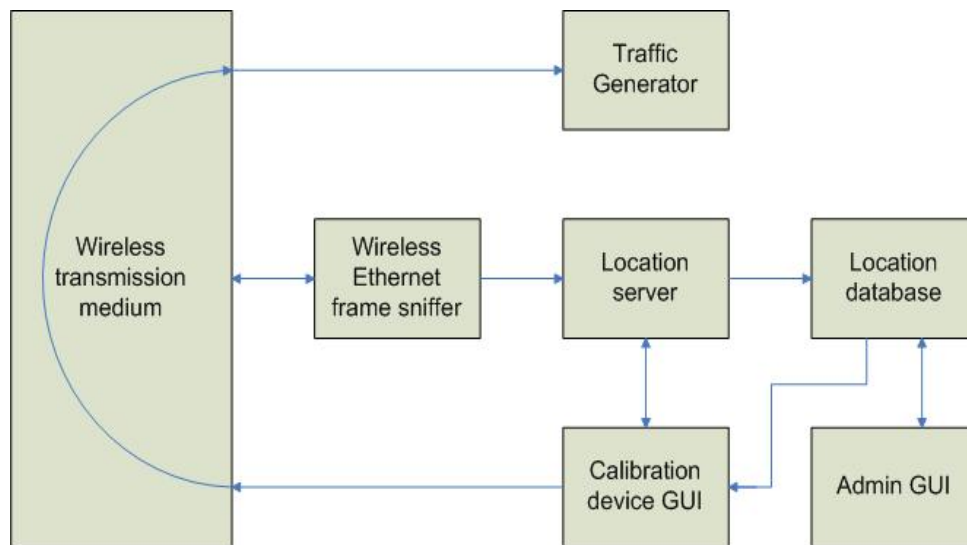 Traffic
Generator
Wireless
transmission
medium
Wireless
Ethernet
frame sniffer
Location
server
Location
database
Calibration
device GUI
Admin GUI